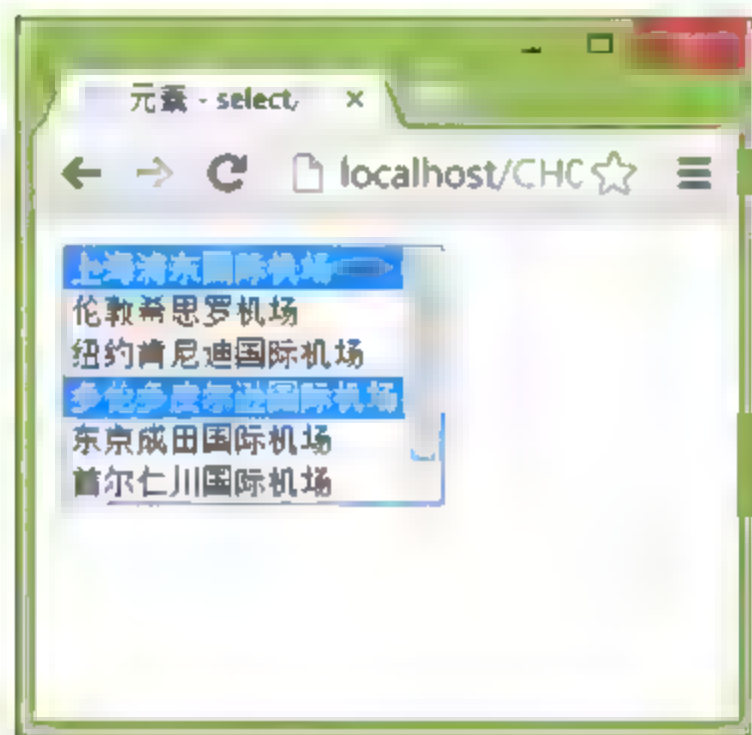 元素 - select,
localhost/CHC
上海浦东国际机场
伦敦希思罗机场
纽约肯尼迪国际机场
多伦多皮尔逊国际机场
东京成田国际机场
首尔仁川国际机场